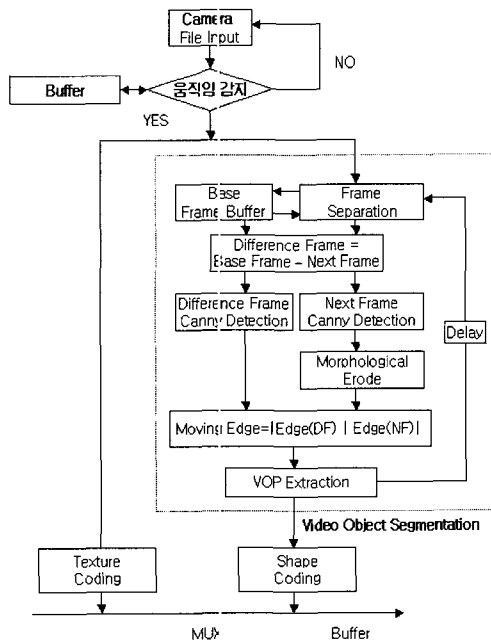 Camera
File Input
NO
Buffer
움직임 감지
YES
Base
Frame Buffer
Frame
Separation
Difference Frame =
Base Frame - Next Frame
Difference Frame
Canny Detection
Next Frame
Canny Detection
Delay
Morphological
Erode
Moving Edge=|Edge(DF) | Edge(NF)|
VOP Extraction
Video Object Segmentation
Texture
Coding
Shape
Coding
MUX
Buffer